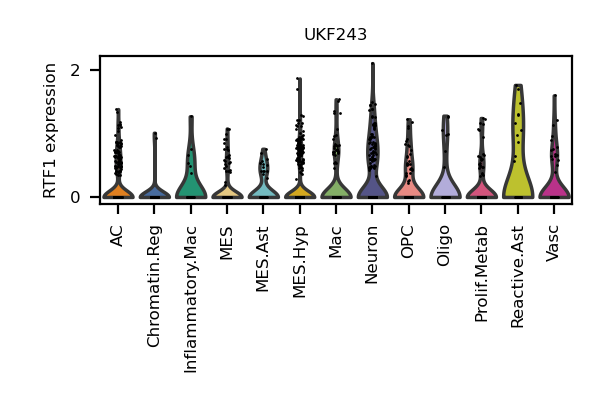 UKF243
RTF1 expression
2
0
AC
Chromatin.Reg
Inflammatory.Mac
MES
MES.Ast
MES.Hyp
Mac
Neuron
OPC
Oligo
Prolif.Metab
Reactive.Ast
Vasc